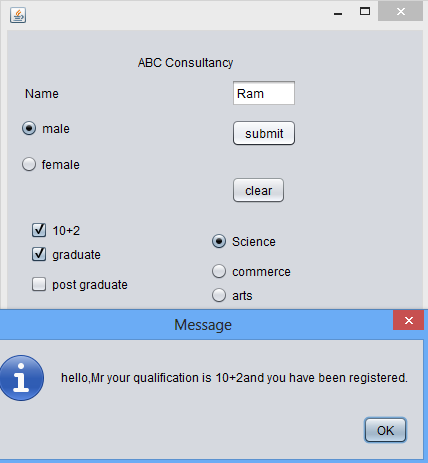 ABC Consultancy
Name Ram
male submit
female
clear
10+2
Science
graduate
commerce
post graduate
arts
Message
hello,Mr your qualification is 10+2and you have been registered.
OK